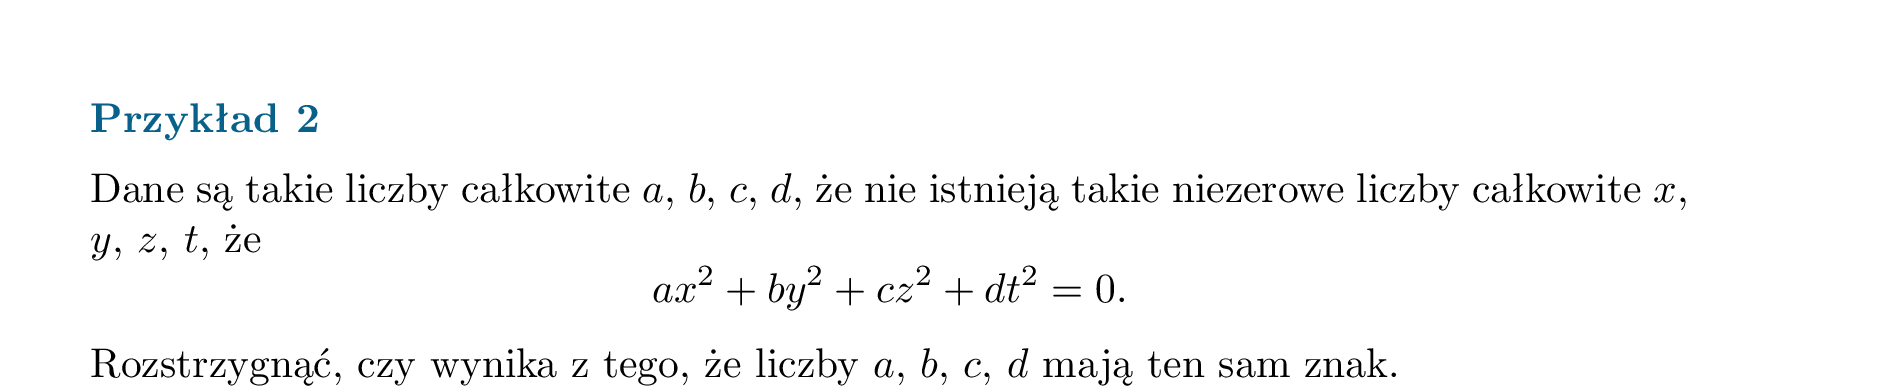 Przykład 2
Dane są takie liczby całkowite a, b, c, d, że nie istnieją takie niezerowe liczby całkowite x,
y, z, t, że
ax² + by² + cz² + dt² = 0.
Rozstrzygnąć, czy wynika z tego, że liczby a, b, c, d mają ten sam znak.